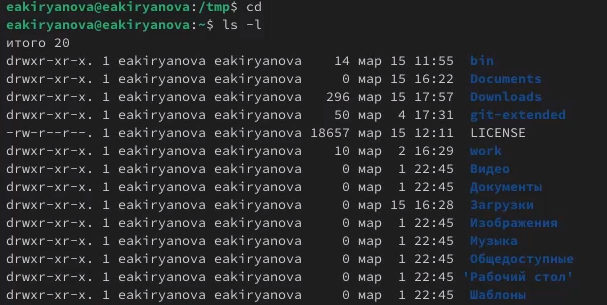 eakiryanova@eakiryanova:/tmp$ cd
eakiryanova@eakiryanova:~$ ls -l
итого 20
drwxr-xr-x. 1 eakiryanova eakiryanova    14 мар 15 11:55  bin
drwxr-xr-x. 1 eakiryanova eakiryanova     0 мар 15 16:22  Documents
drwxr-xr-x. 1 eakiryanova eakiryanova   296 мар 15 17:57  Downloads
drwxr-xr-x. 1 eakiryanova eakiryanova    50 мар  4 17:31  git-extended
-rw-r--r--. 1 eakiryanova eakiryanova 18657 мар 15 12:11  LICENSE
drwxr-xr-x. 1 eakiryanova eakiryanova    10 мар  2 16:29  work
drwxr-xr-x. 1 eakiryanova eakiryanova     0 мар  1 22:45  Видео
drwxr-xr-x. 1 eakiryanova eakiryanova     0 мар  1 22:45  Документы
drwxr-xr-x. 1 eakiryanova eakiryanova     0 мар 15 16:28  Загрузки
drwxr-xr-x. 1 eakiryanova eakiryanova     0 мар  1 22:45  Изображения
drwxr-xr-x. 1 eakiryanova eakiryanova     0 мар  1 22:45  Музыка
drwxr-xr-x. 1 eakiryanova eakiryanova     0 мар  1 22:45  Общедоступные
drwxr-xr-x. 1 eakiryanova eakiryanova     0 мар  1 22:45 'Рабочий стол'
drwxr-xr-x. 1 eakiryanova eakiryanova     0 мар  1 22:45  Шаблоны